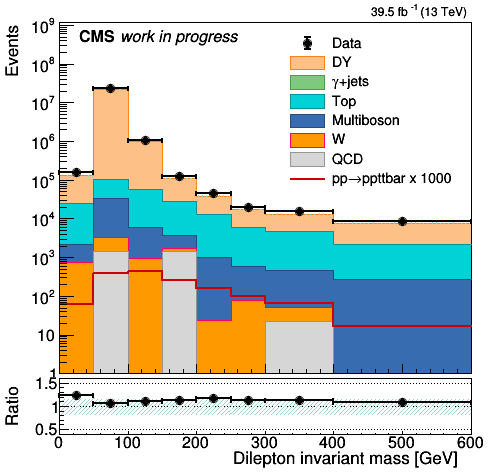 39.5 fb⁻¹ (13 TeV)
CMS work in progress
Events
10⁹
10⁸
10⁷
10⁶
10⁵
10⁴
10³
10²
10
1
Data
DY
γ+jets
Top
Multiboson
W
QCD
pp→ppttbar x 1000
Ratio
1.5
1
0.5
0 100 200 300 400 500 600
Dilepton invariant mass [GeV]